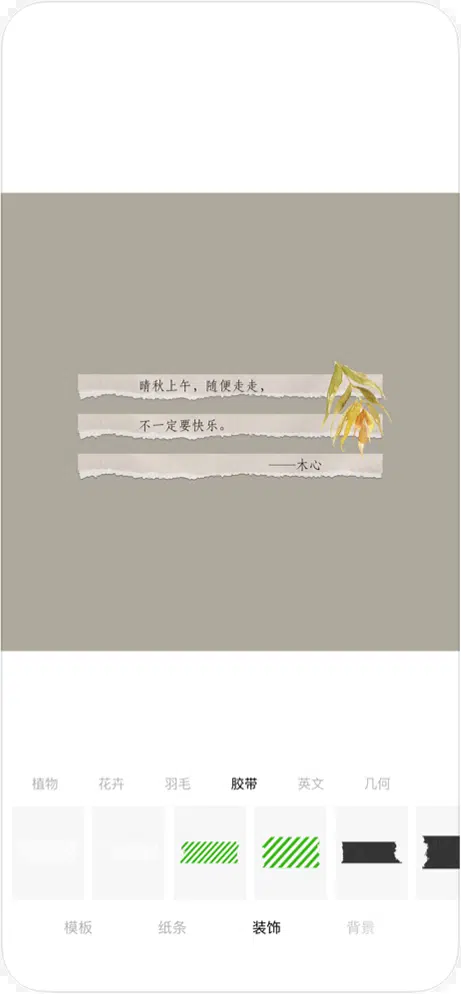 晴秋上午，随便走走，
不一定要快乐。
——木心
植物 花卉 羽毛 胶带 英文 几何
模板 纸条 装饰 背景